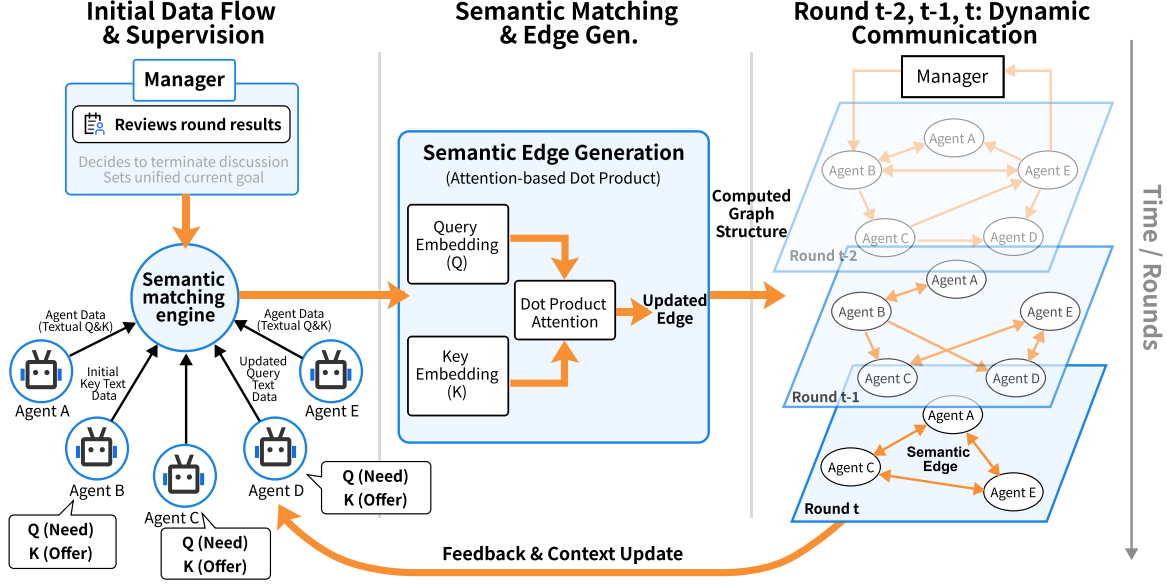 Initial Data Flow
& Supervision
Manager
Reviews round results
Decides to terminate discussion
Sets unified current goal
Semantic
matching
engine
Agent Data
(Textual Q&K)
Agent Data
(Textual Q&K)
Initial
Key Text
Data
Updated
Query
Text
Data
Agent A
Agent E
Agent B
Agent D
Agent C
Q (Need)
K (Offer)
Q (Need)
K (Offer)
Q (Need)
K (Offer)
Semantic Matching
& Edge Gen.
Semantic Edge Generation
(Attention-based Dot Product)
Query
Embedding
(Q)
Dot Product
Attention
Key
Embedding
(K)
Updated
Edge
Computed
Graph
Structure
Feedback & Context Update
Round t-2, t-1, t: Dynamic
Communication
Manager
Agent A
Agent B
Agent E
Agent C
Agent D
Round t-2
Agent A
Agent B
Agent E
Agent C
Agent D
Round t-1
Agent A
Semantic
Edge
Agent C
Agent E
Round t
Time / Rounds